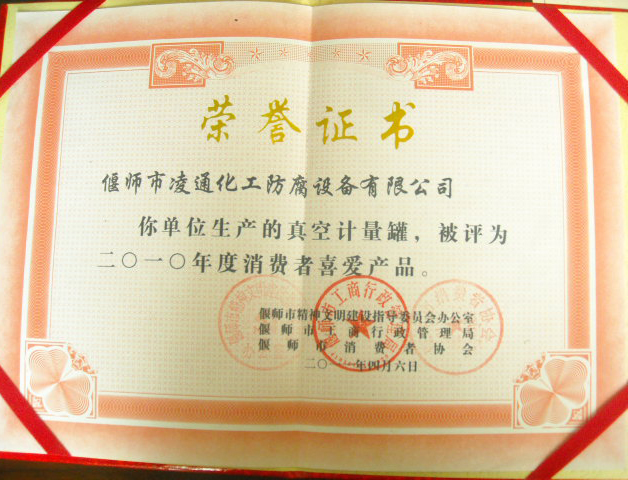 荣誉证书
偃师市凌通化工防腐设备有限公司
你单位生产的真空计量罐，被评为
二〇一〇年度消费者喜爱产品。
偃师市精神文明建设指导委员会办公室
偃师市工商行政管理局
偃师市消费者协会
二〇一一年四月六日